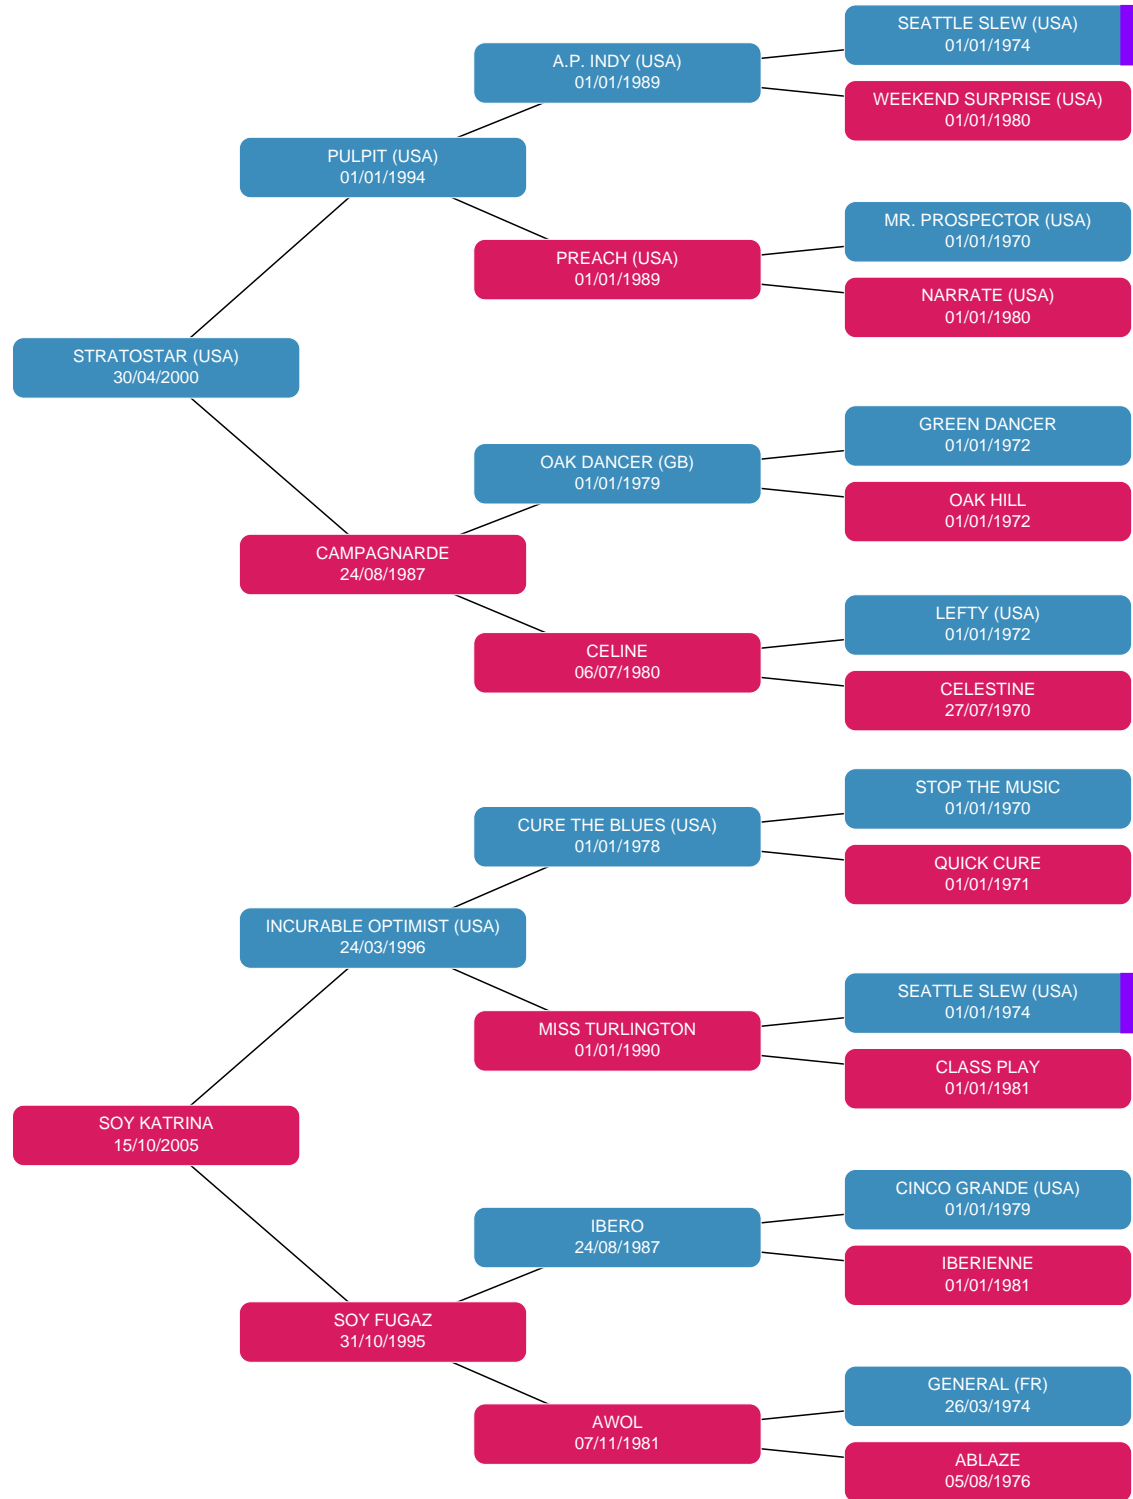 SEATTLE SLEW (USA)
01/01/1974
A.P. INDY (USA)
01/01/1989
WEEKEND SURPRISE (USA)
01/01/1980
PULPIT (USA)
01/01/1994
MR. PROSPECTOR (USA)
01/01/1970
PREACH (USA)
01/01/1989
NARRATE (USA)
01/01/1980
STRATOSTAR (USA)
30/04/2000
GREEN DANCER
01/01/1972
OAK DANCER (GB)
01/01/1979
OAK HILL
01/01/1972
CAMPAGNARDE
24/08/1987
LEFTY (USA)
01/01/1972
CELINE
06/07/1980
CELESTINE
27/07/1970
STOP THE MUSIC
01/01/1970
CURE THE BLUES (USA)
01/01/1978
QUICK CURE
01/01/1971
INCURABLE OPTIMIST (USA)
24/03/1996
SEATTLE SLEW (USA)
01/01/1974
MISS TURLINGTON
01/01/1990
CLASS PLAY
01/01/1981
SOY KATRINA
15/10/2005
CINCO GRANDE (USA)
01/01/1979
IBERO
24/08/1987
IBERIENNE
01/01/1981
SOY FUGAZ
31/10/1995
GENERAL (FR)
26/03/1974
AWOL
07/11/1981
ABLAZE
05/08/1976